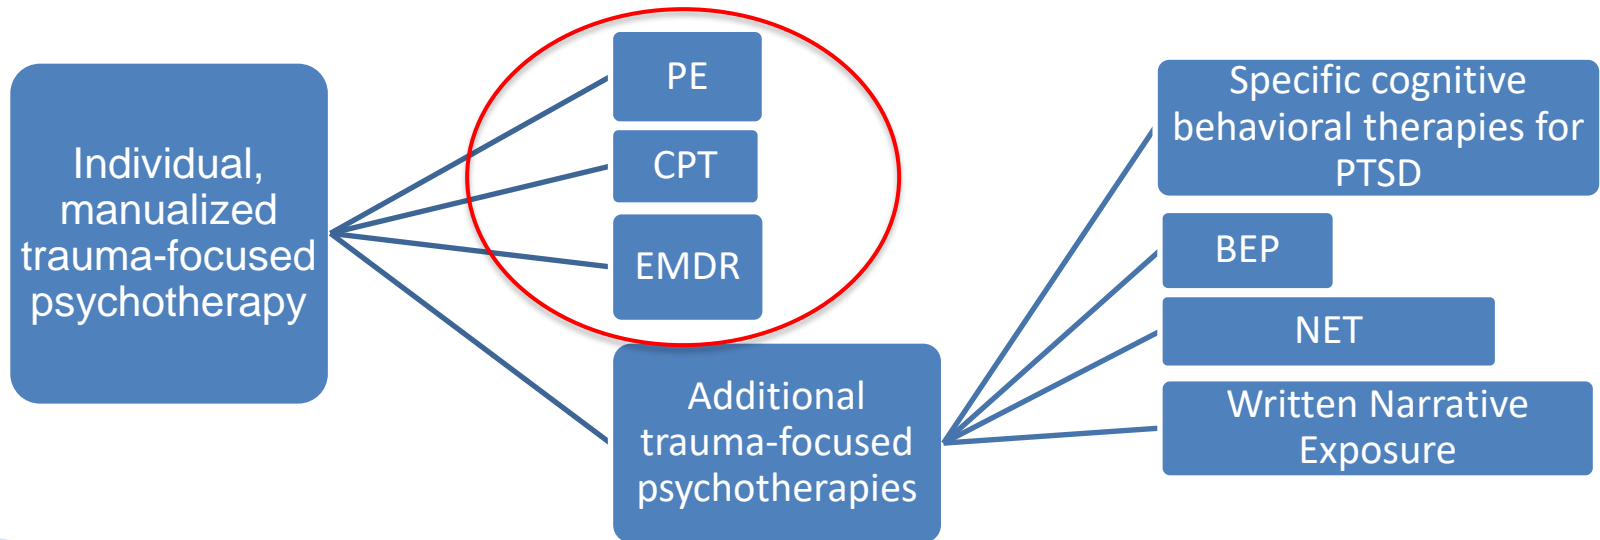 Individual,
manualized
trauma-focused
psychotherapy
PE
CPT
EMDR
Additional
trauma-focused
psychotherapies
Specific cognitive
behavioral therapies for
PTSD
BEP
NET
Written Narrative
Exposure